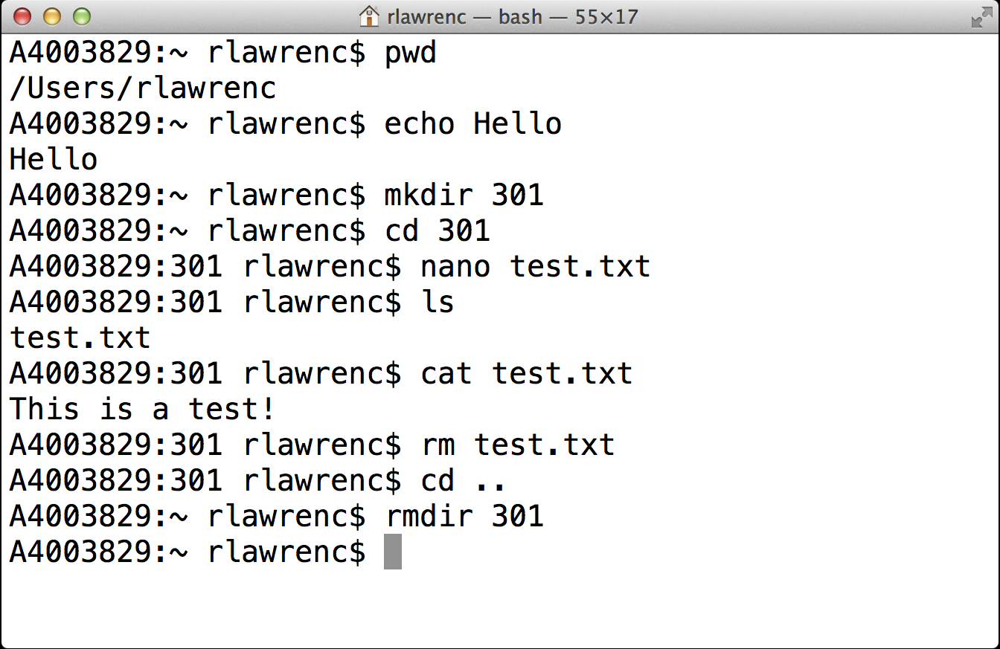 rlawrenc — bash — 55×17
A4003829:~ rlawrenc$ pwd
/Users/rlawrenc
A4003829:~ rlawrenc$ echo Hello
Hello
A4003829:~ rlawrenc$ mkdir 301
A4003829:~ rlawrenc$ cd 301
A4003829:301 rlawrenc$ nano test.txt
A4003829:301 rlawrenc$ ls
test.txt
A4003829:301 rlawrenc$ cat test.txt
This is a test!
A4003829:301 rlawrenc$ rm test.txt
A4003829:301 rlawrenc$ cd ..
A4003829:~ rlawrenc$ rmdir 301
A4003829:~ rlawrenc$